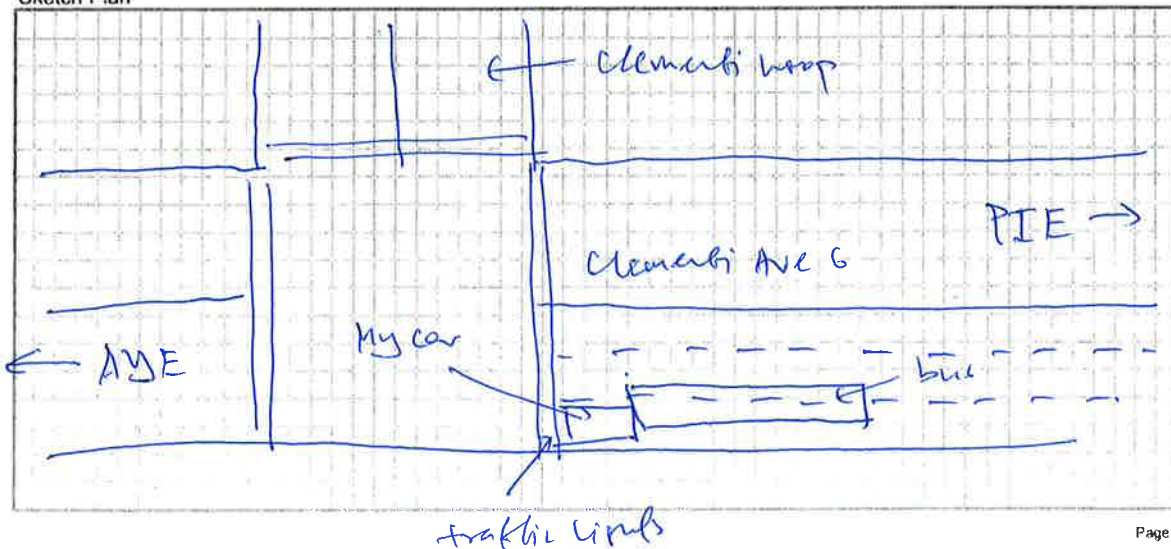 Sketch Plan
← Clementi Loop
PIE →
Clementi Ave 6
My car
← AYE
bus
traffic lights
Page